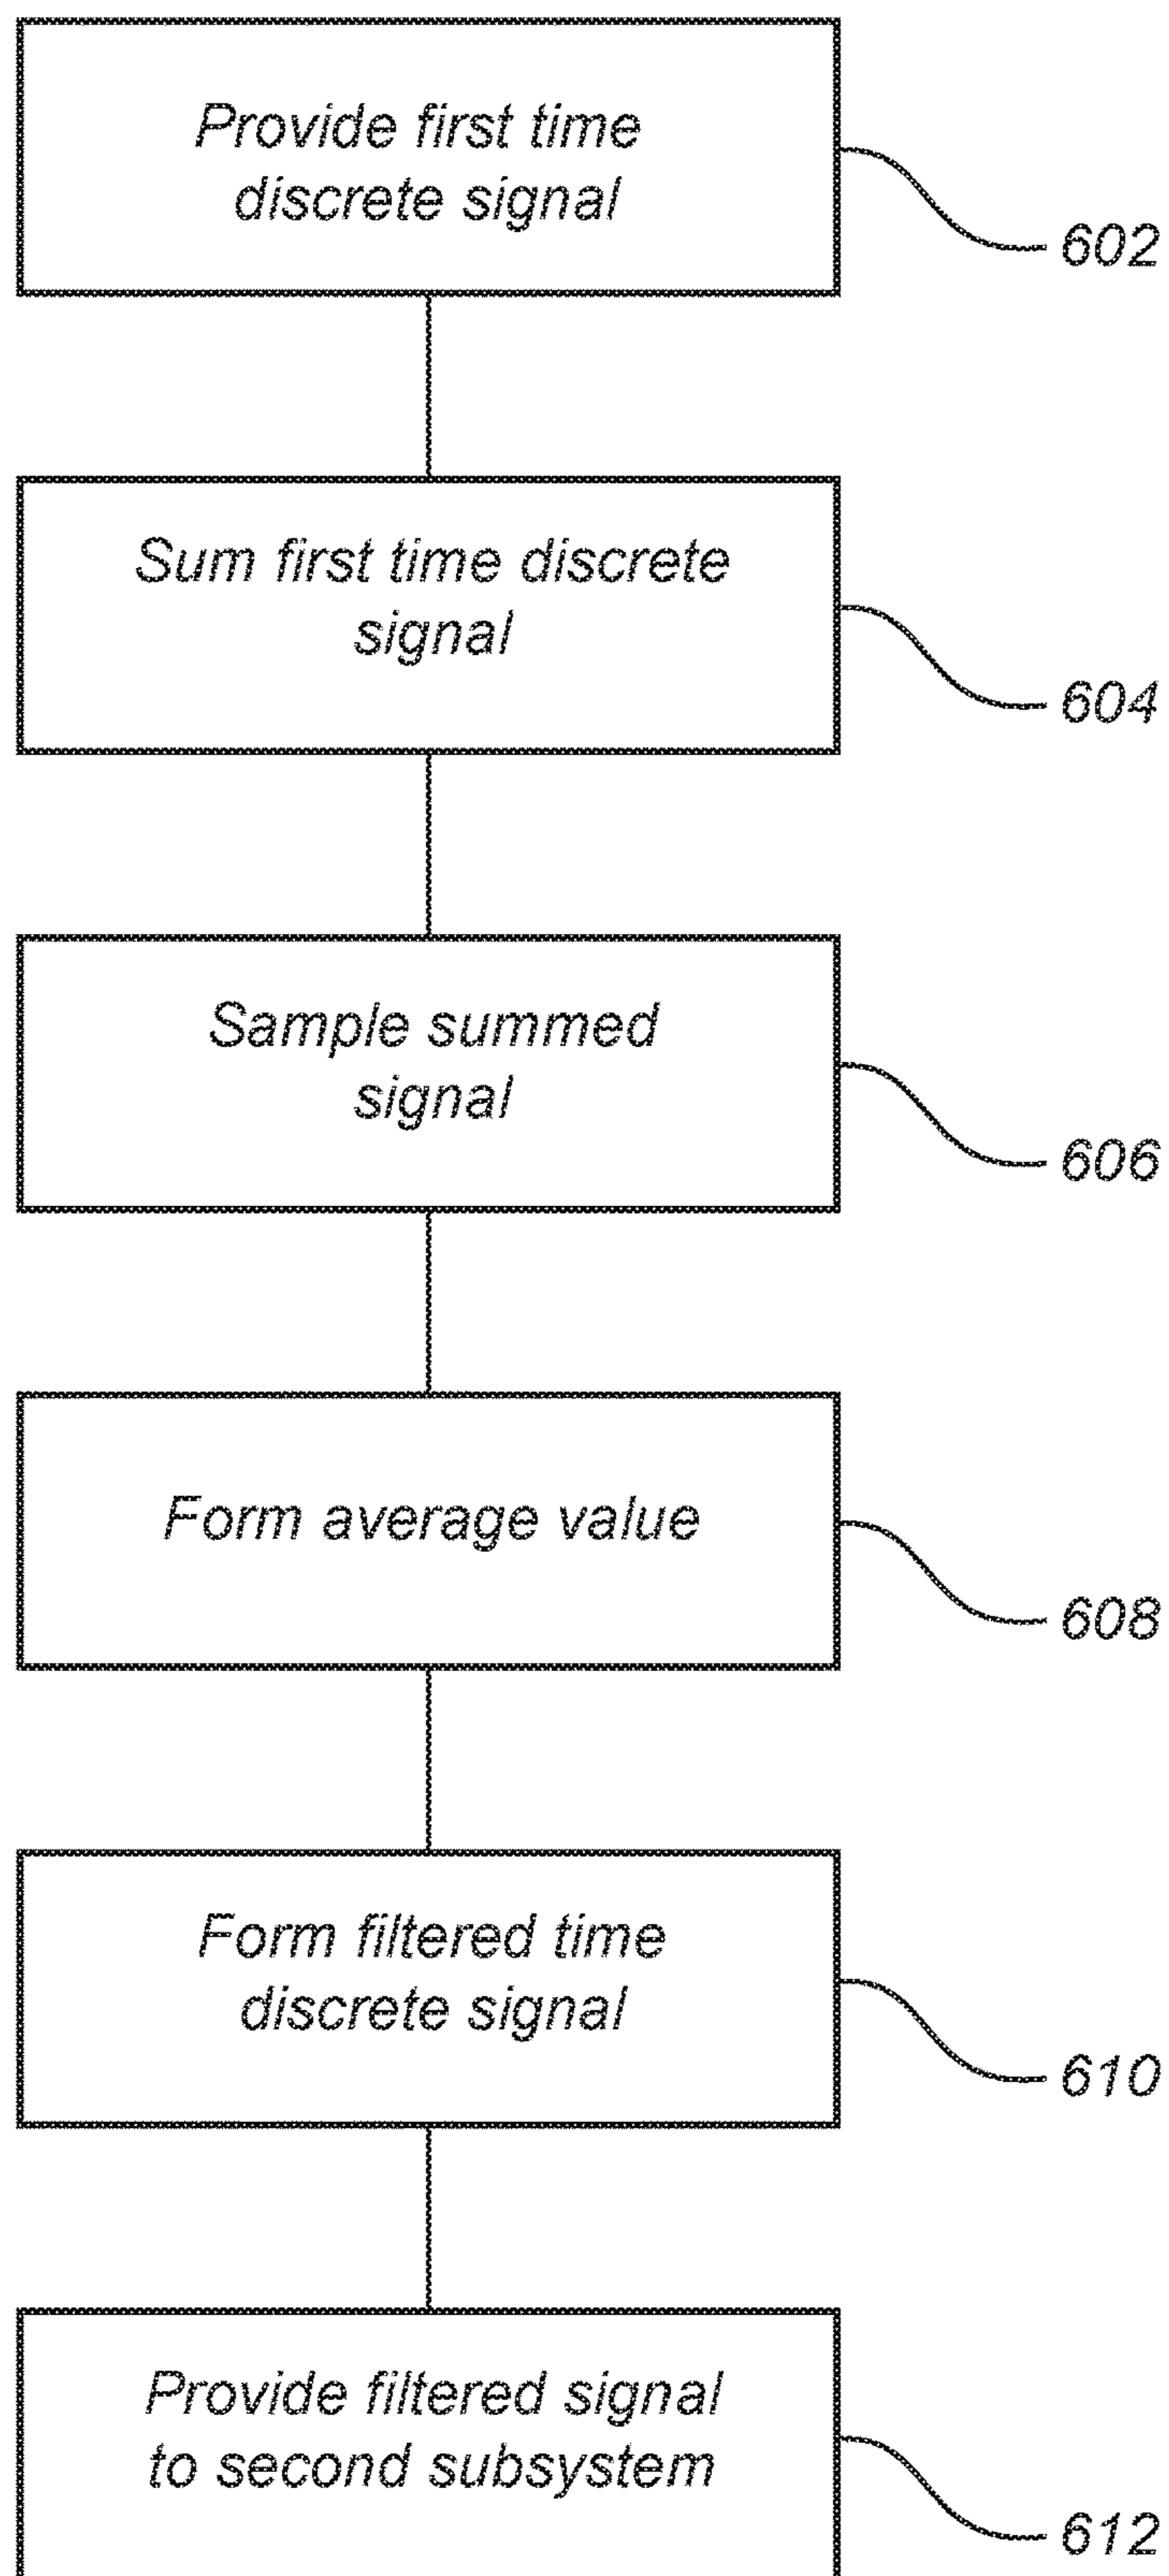 Provide first time
discrete signal
602
Sum first time discrete
signal
604
Sample summed
signal
606
Form average value
608
Form filtered time
discrete signal
610
Provide filtered signal
to second subsystem
612